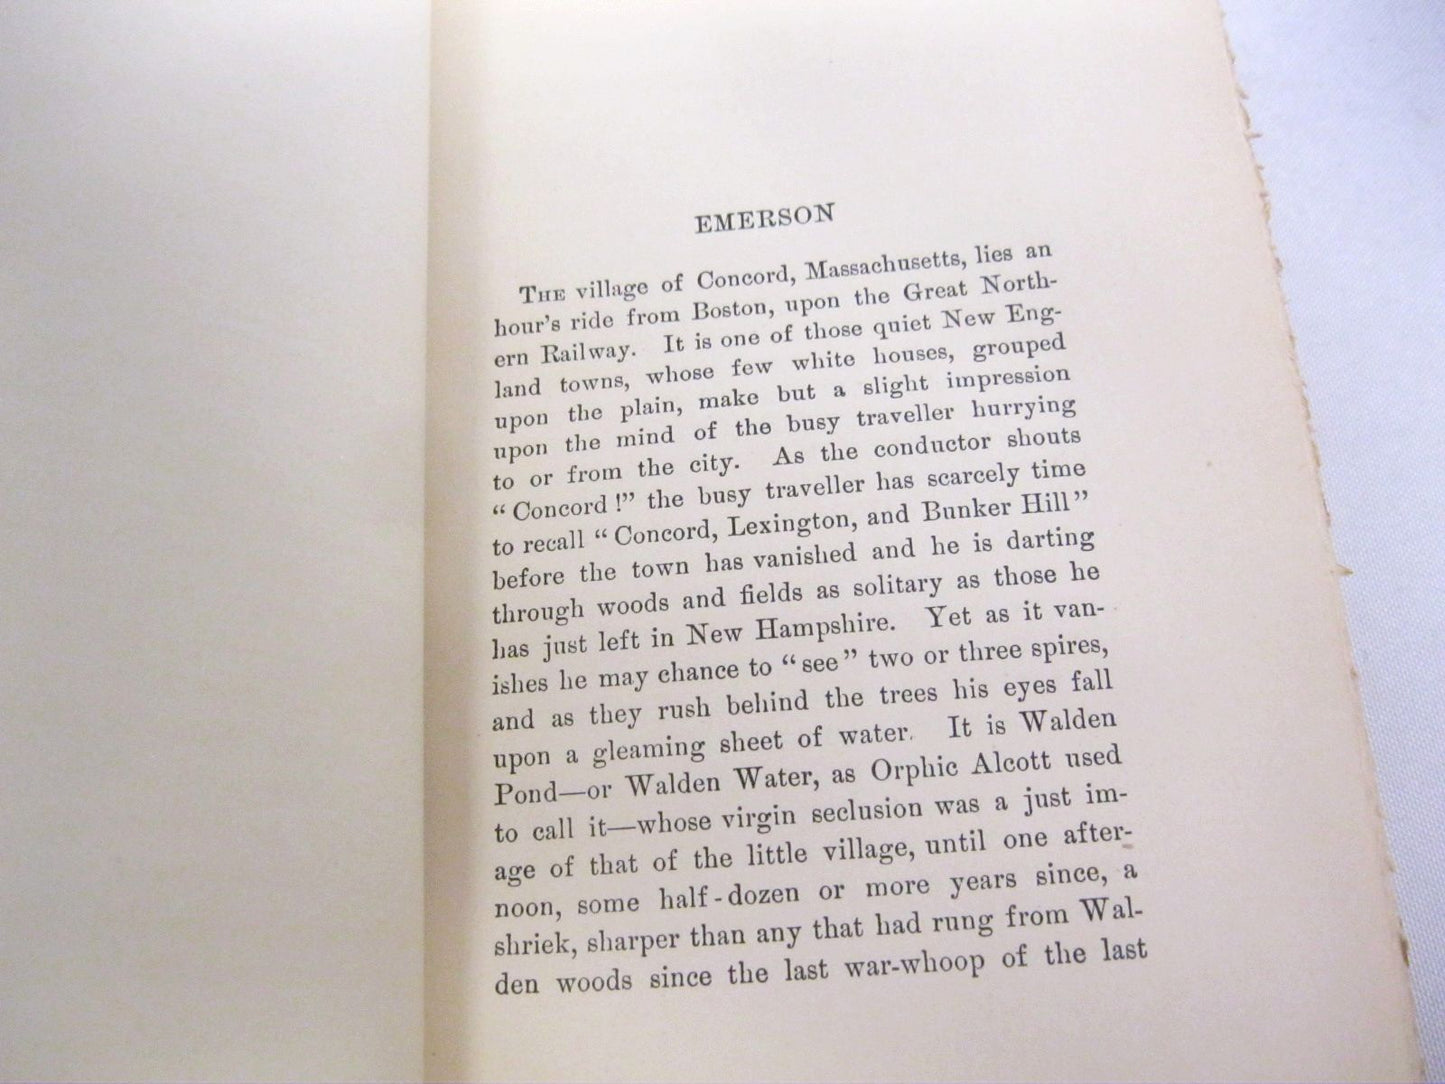 EMERSON
THE village of Concord, Massachusetts, lies an
hour's ride from Boston, upon the Great North-
ern Railway. It is one of those quiet New Eng-
land towns, whose few white houses, grouped
upon the plain, make but a slight impression
upon the mind of the busy traveller hurrying
to or from the city. As the conductor shouts
“Concord!” the busy traveller has scarcely time
to recall “Concord, Lexington, and Bunker Hill”
before the town has vanished and he is darting
through woods and fields as solitary as those he
has just left in New Hampshire. Yet as it van-
ishes he may chance to “see” two or three spires,
and as they rush behind the trees his eyes fall
upon a gleaming sheet of water. It is Walden
Pond—or Walden Water, as Orphic Alcott used
to call it—whose virgin seclusion was a just im-
age of that of the little village, until one after-
noon, some half-dozen or more years since, a
shriek, sharper than any that had rung from Wal-
den woods since the last war-whoop of the last